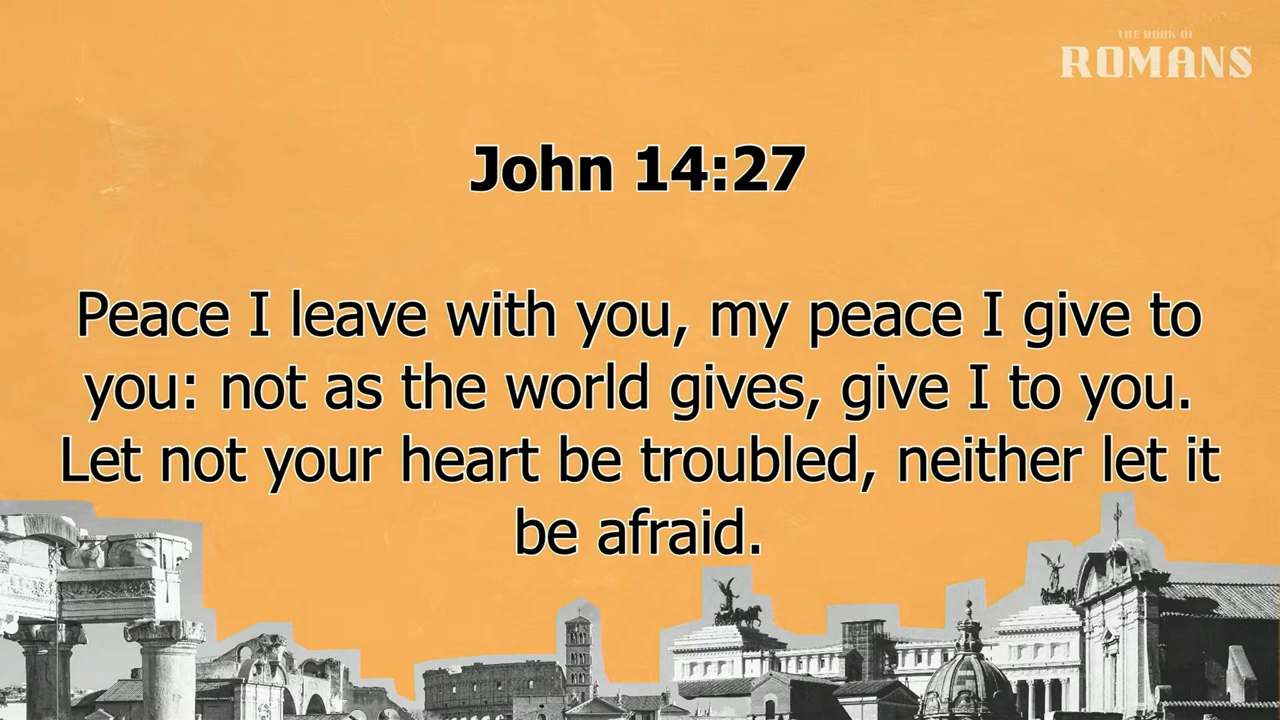 THE BOOK OF
ROMANS
John 14:27
Peace I leave with you, my peace I give to
you: not as the world gives, give I to you.
Let not your heart be troubled, neither let it
be afraid.